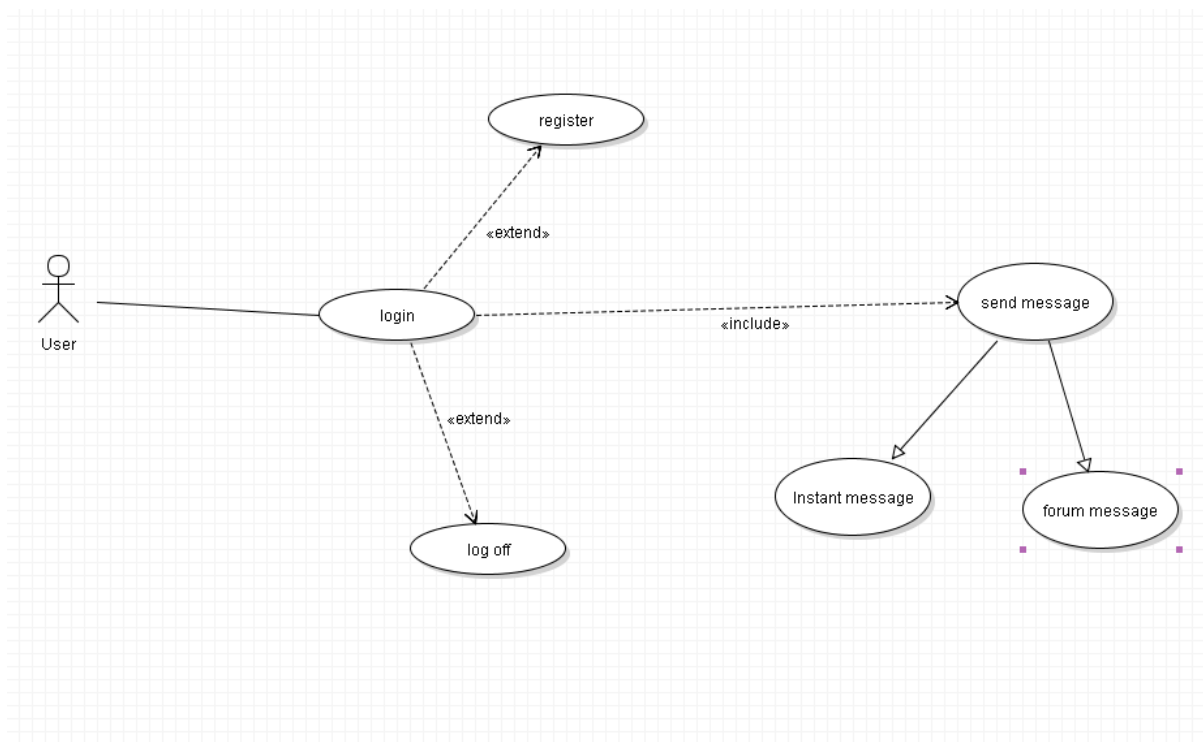 register
«extend»
User
login
send message
«include»
«extend»
Instant message
forum message
log off